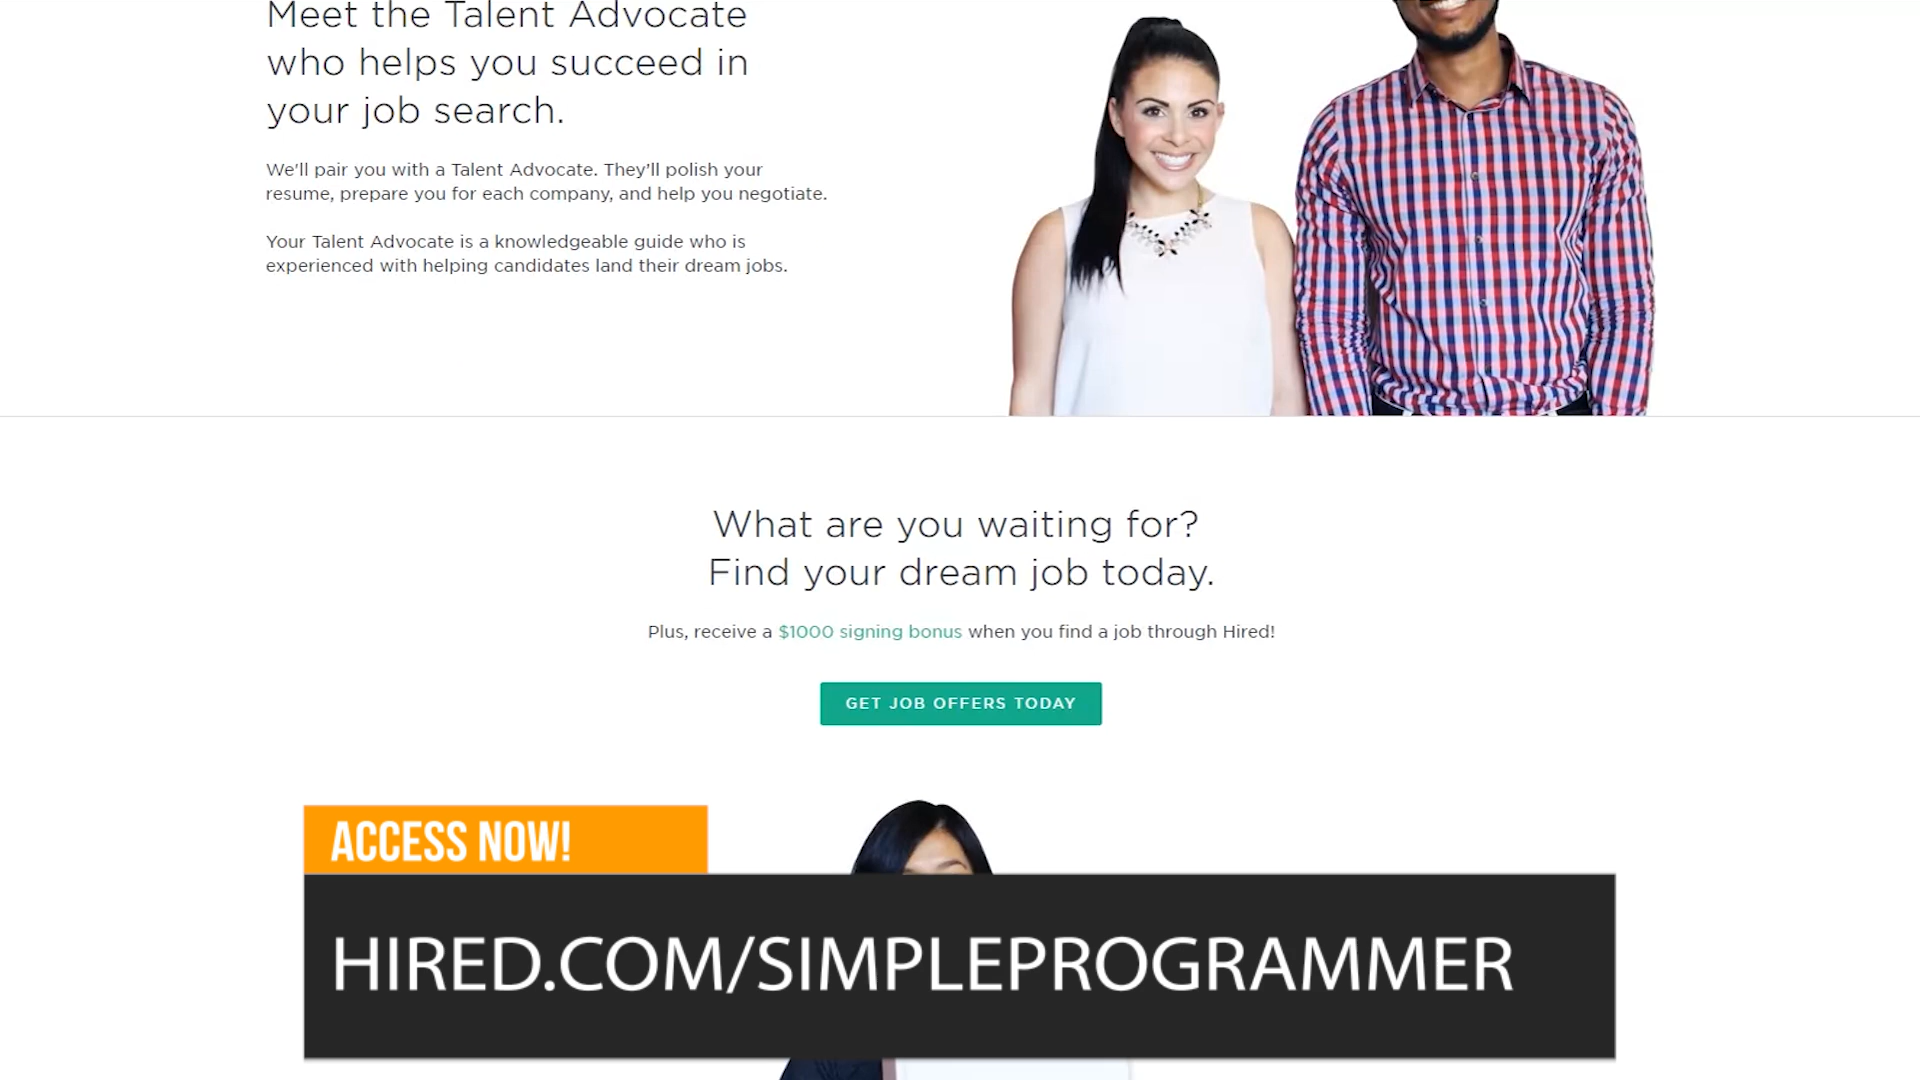 Meet the Talent Advocate
who helps you succeed in
your job search.
We'll pair you with a Talent Advocate. They'll polish your
resume, prepare you for each company, and help you negotiate.
Your Talent Advocate is a knowledgeable guide who is
experienced with helping candidates land their dream jobs.
What are you waiting for?
Find your dream job today.
Plus, receive a $1000 signing bonus when you find a job through Hired!
GET JOB OFFERS TODAY
ACCESS NOW!
HIRED.COM/SIMPLEPROGRAMMER